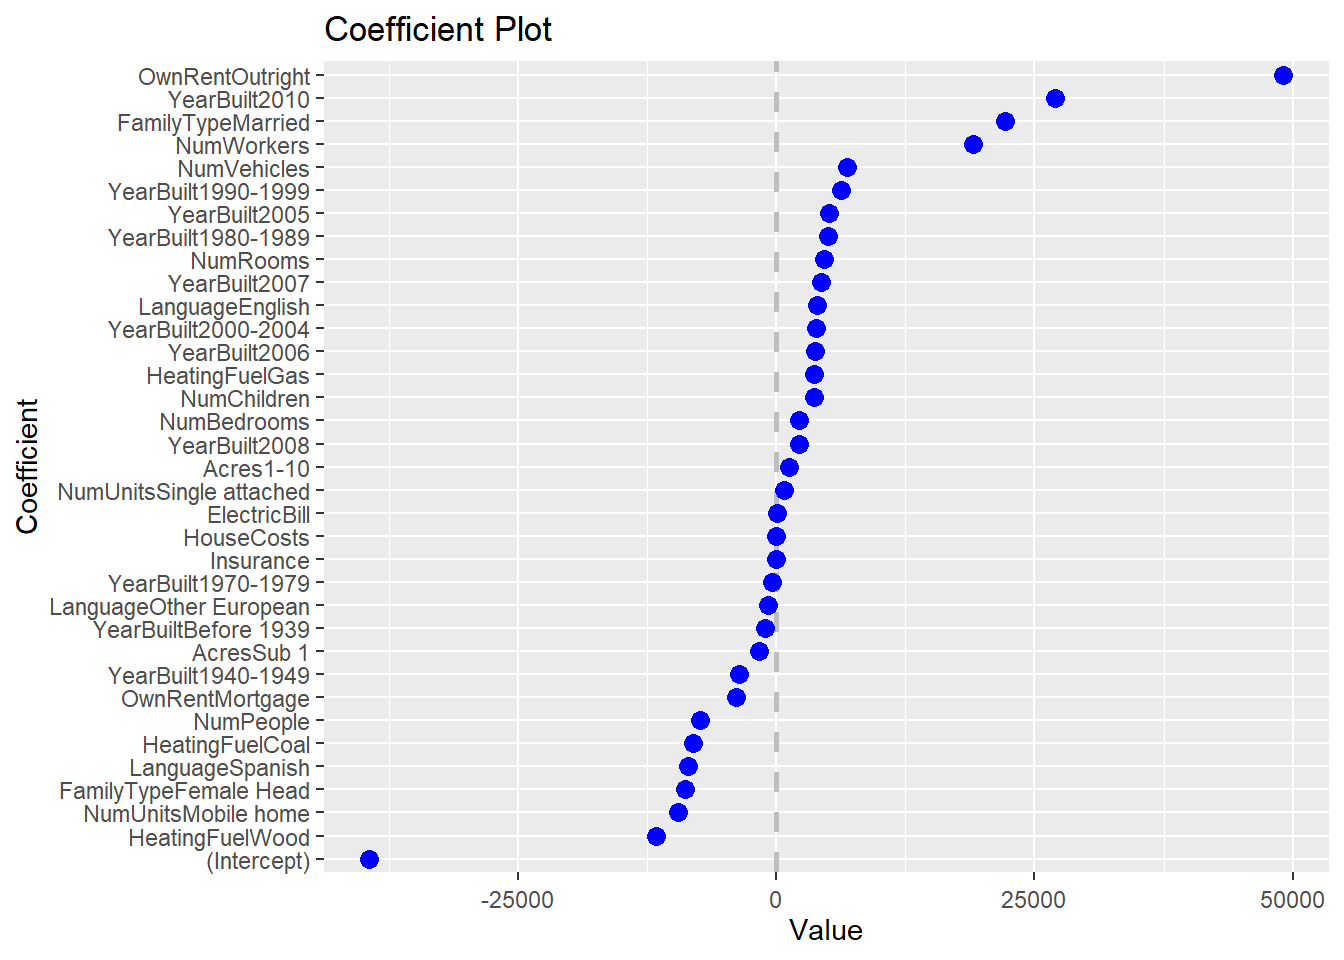 Coefficient Plot
OwnRentOutright
YearBuilt2010
FamilyTypeMarried
NumWorkers
NumVehicles
YearBuilt1990-1999
YearBuilt2005
YearBuilt1980-1989
NumRooms
YearBuilt2007
LanguageEnglish
YearBuilt2000-2004
YearBuilt2006
HeatingFuelGas
NumChildren
NumBedrooms
YearBuilt2008
Acres1-10
NumUnitsSingle attached
ElectricBill
HouseCosts
Insurance
YearBuilt1970-1979
LanguageOther European
YearBuiltBefore 1939
AcresSub 1
YearBuilt1940-1949
OwnRentMortgage
NumPeople
HeatingFuelCoal
LanguageSpanish
FamilyTypeFemale Head
NumUnitsMobile home
HeatingFuelWood
(Intercept)
Coefficient
-25000 0 25000 50000
Value